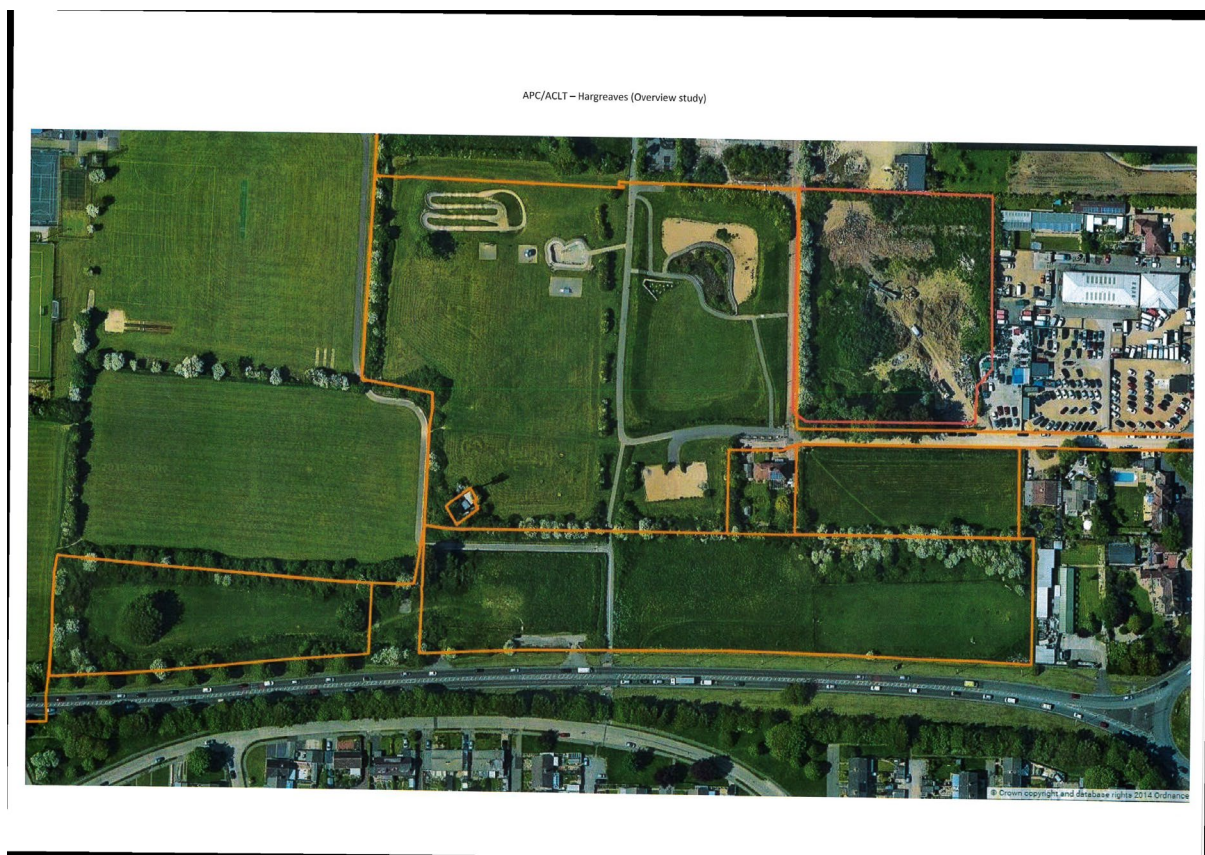 APC/ACLT – Hargreaves (Overview study)
© Crown copyright and database rights 2014 Ordnance